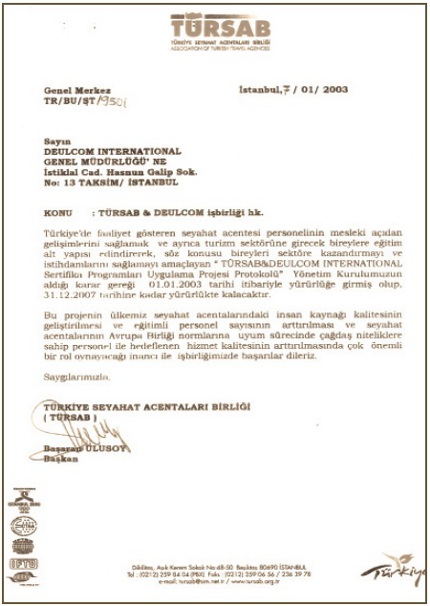 TÜRSAB
TÜRKİYE SEYAHAT ACENTALARI BİRLİĞİ
ASSOCIATION OF TURKISH TRAVEL AGENCIES
Genel Merkez
İstanbul, 7 / 01 / 2003
TR/BU/ŞT
Sayın
DEULCOM INTERNATIONAL
GENEL MÜDÜRLÜĞÜ' NE
İstiklal Cad. Hasnun Galip Sok.
No: 13 TAKSİM/ İSTANBUL
KONU : TÜRSAB & DEULCOM işbirliği hk.
Türkiye'de faaliyet gösteren seyahat acentesi personelinin mesleki açıdan
gelişimlerini sağlamak ve ayrıca turizm sektörüne girecek bireylere eğitim
alt yapısı edindirerek, söz konusu bireyleri sektöre kazandırmayı ve
istihdamlarını sağlamayı amaçlayan "TÜRSAB&DEULCOM INTERNATIONAL
Sertifika Programları Uygulama Projesi Protokolü" Yönetim Kurulumuzun
aldığı karar gereği 01.01.2003 tarihi itibariyle yürürlüğe girmiş olup,
31.12.2007 tarihine kadar yürürlükte kalacaktır.
Bu projenin ülkemiz seyahat acentalarındaki insan kaynağı kalitesinin
geliştirilmesi ve eğitimli personel sayısının arttırılması ve seyahat
acentalarının Avrupa Birliği normlarına uyum sürecinde çağdaş niteliklere
sahip personel ile hedeflenen hizmet kalitesinin arttırılmasında çok önemli
bir rol oynayacağı inancı ile işbirliğimizde başarılar dileriz.
Saygılarımızla,
TÜRKİYE SEYAHAT ACENTALARI BİRLİĞİ
( TÜRSAB )
Başaran ULUSOY
Başkan
Dikilitaş, Aşık Kerem Sokak No:48-50 Beşiktaş 80690 İSTANBUL
Tel : (0212) 259 84 04 (PBX) Faks : (0212) 259 06 56 / 236 39 78
e-mail: tursab@turn.net.tr / www.tursab.org.tr
Türkiye